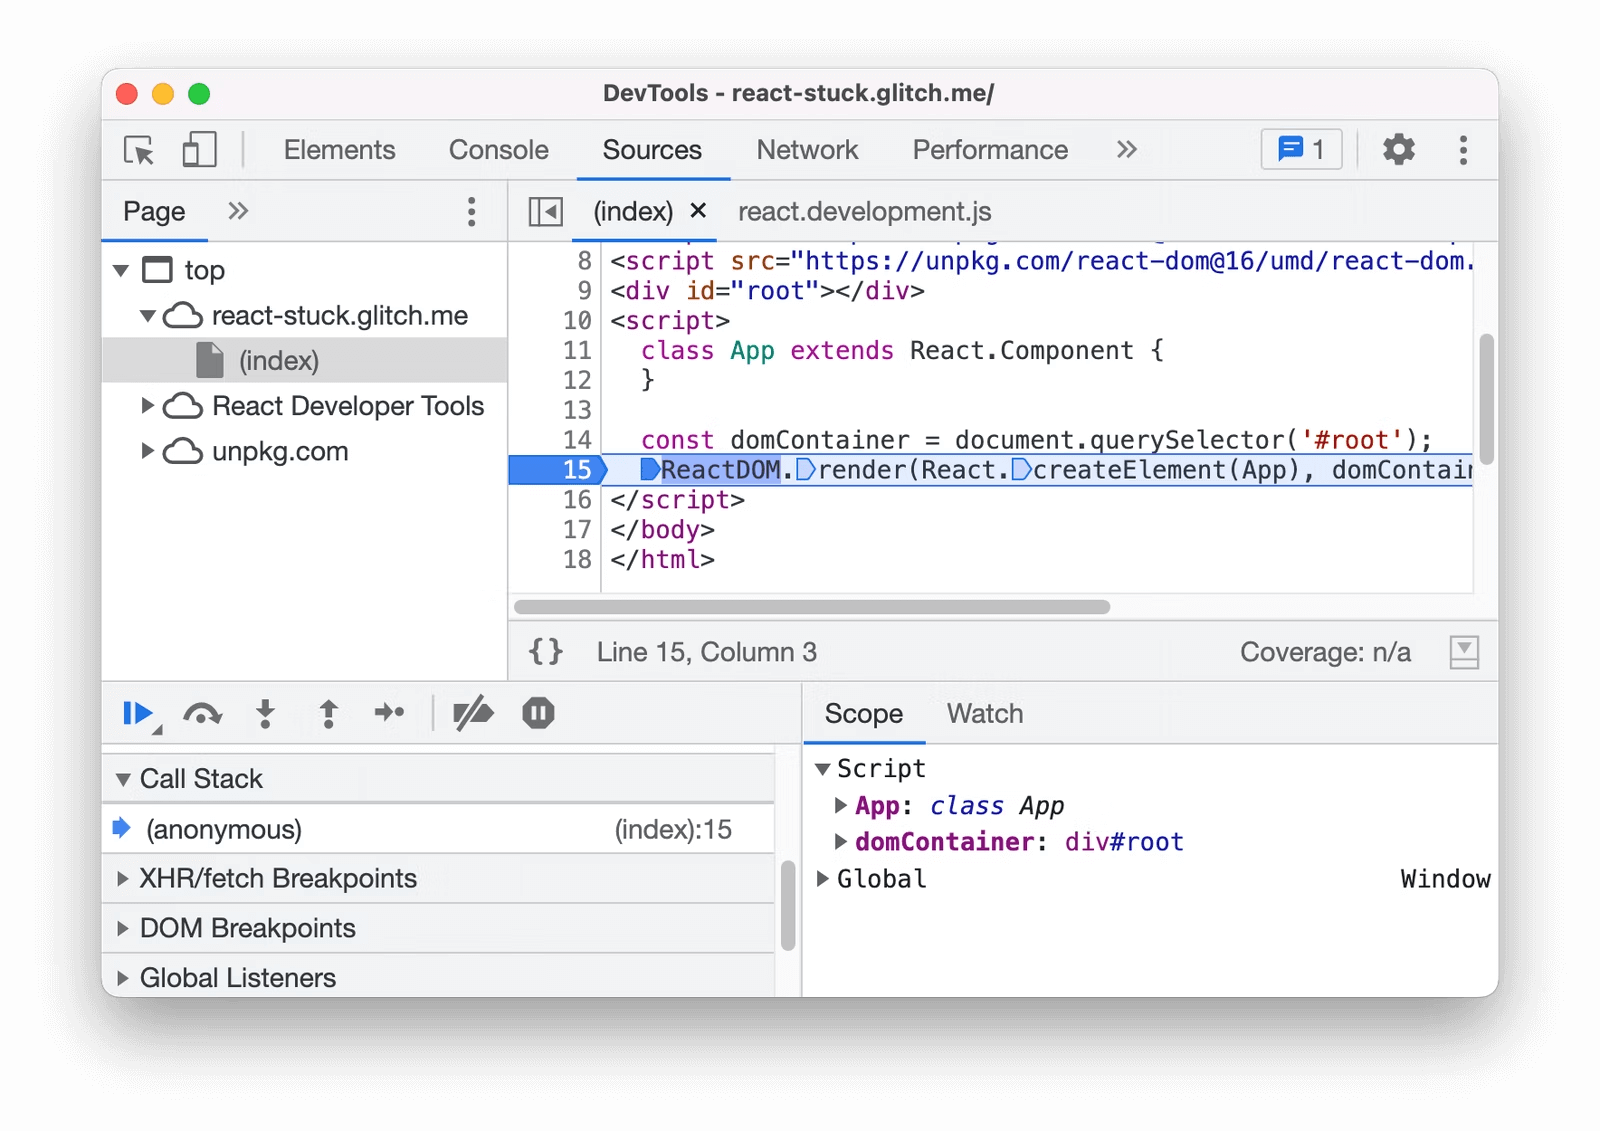 DevTools - react-stuck.glitch.me/
Elements Console Sources Network Performance 1
Page
(index) react.development.js
top
react-stuck.glitch.me
(index)
React Developer Tools
unpkg.com
8 <script src="https://unpkg.com/react-dom@16/umd/react-dom.
9 <div id="root"></div>
10 <script>
11 class App extends React.Component {
12 }
13
14 const domContainer = document.querySelector('#root');
15 ReactDOM.render(React.createElement(App), domContain
16 </script>
17 </body>
18 </html>
{} Line 15, Column 3 Coverage: n/a
Call Stack
(anonymous) (index):15
XHR/fetch Breakpoints
DOM Breakpoints
Global Listeners
Scope Watch
Script
App: class App
domContainer: div#root
Global Window